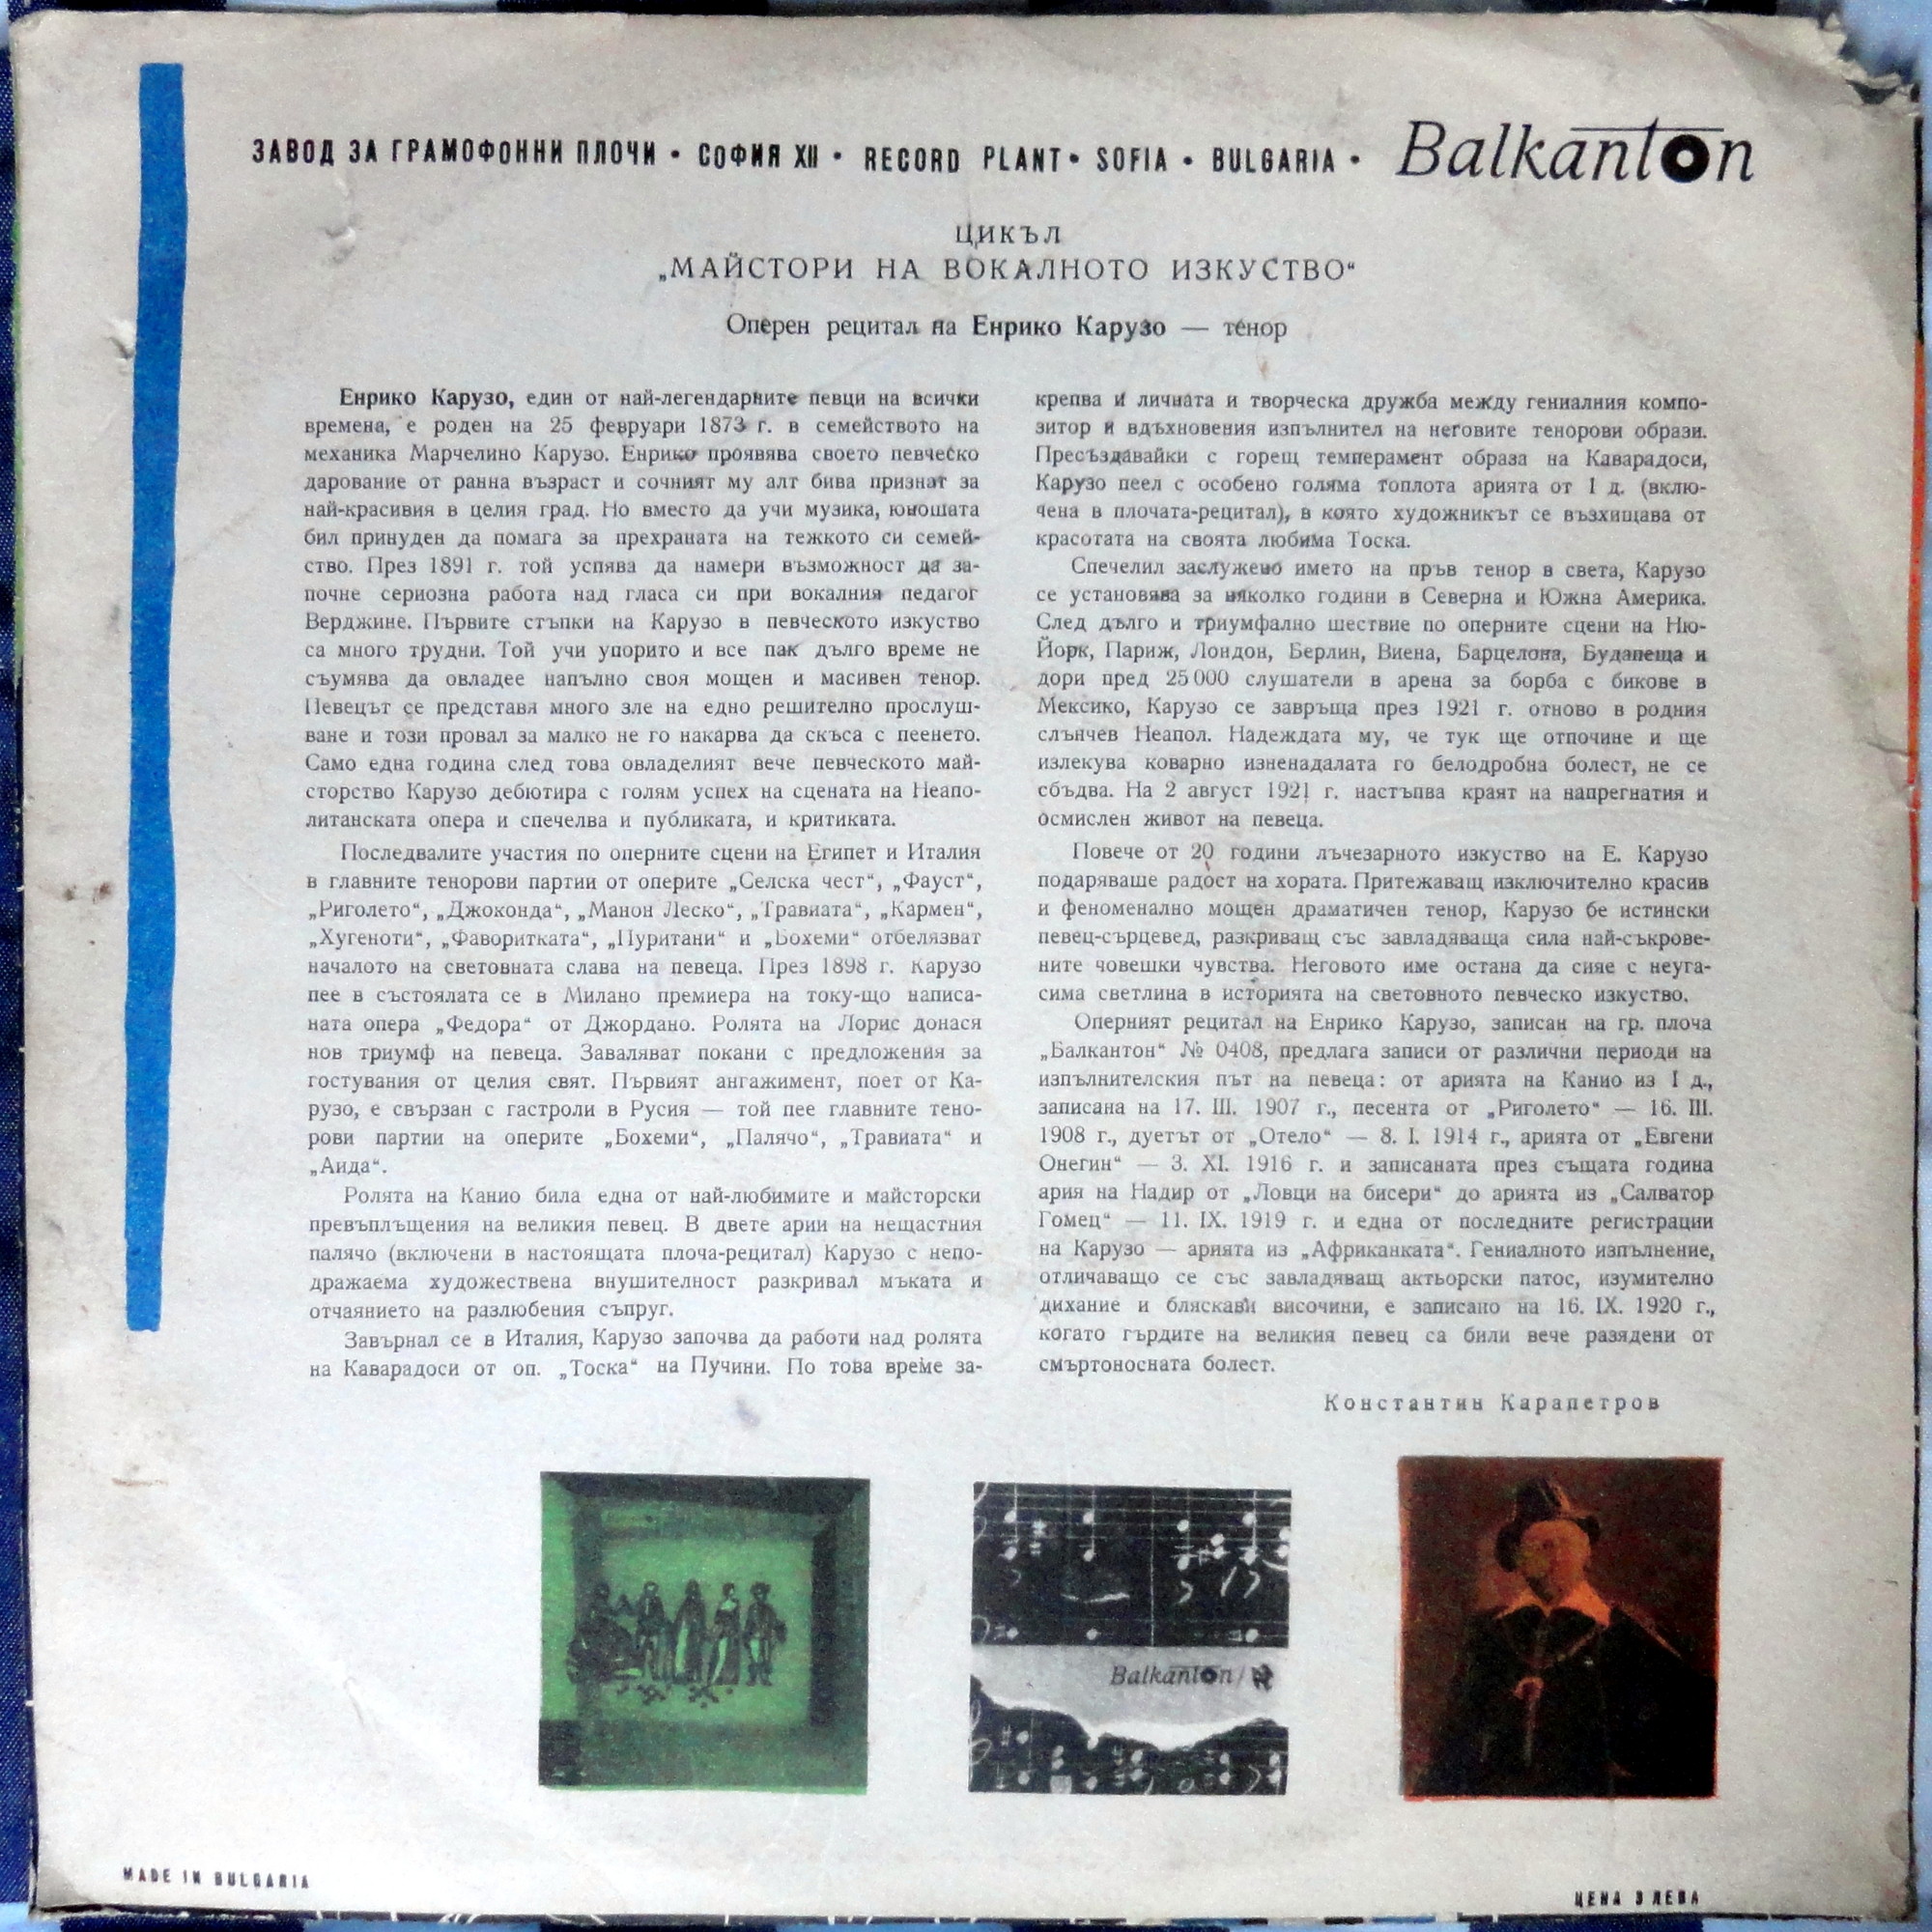 ЗАВОД ЗА ГРАМОФОННИ ПЛОЧИ • СОФИЯ XII • RECORD PLANT • SOFIA • BULGARIA • Balkanton
ЦИКЪЛ
„МАЙСТОРИ НА ВОКАЛНОТО ИЗКУСТВО“
Оперен рецитал на Енрико Карузо — тенор
Енрико Карузо, един от най-легендарните певци на всички
времена, е роден на 25 февруари 1873 г. в семейството на
механика Марчелино Карузо. Енрико проявява своето певческо
дарование от ранна възраст и сочният му алт бива признат за
най-красивия в целия град. Но вместо да учи музика, юношата
бил принуден да помага за прехраната на тежкото си семей-
ство. През 1891 г. той успява да намери възможност да за-
почне сериозна работа над гласа си при вокалния педагог
Верджине. Първите стъпки на Карузо в певческото изкуство
са много трудни. Той учи упорито и все пак дълго време не
съумява да овладее напълно своя мощен и масивен тенор.
Певецът се представя много зле на едно решително прослуш-
ване и този провал за малко не го накарва да скъса с пеенето.
Само една година след това овладелият вече певческото май-
сторство Карузо дебютира с голям успех на сцената на Неапо-
литанската опера и спечелва и публиката, и критиката.
Последвалите участия по оперните сцени на Египет и Италия
в главните тенорови партии от оперите „Селска чест“, „Фауст“,
„Риголето“, „Джоконда“, „Манон Леско“, „Травиата“, „Кармен“,
„Хугеноти“, „Фаворитката“, „Пуритани“ и „Бохеми“ отбелязват
началото на световната слава на певеца. През 1898 г. Карузо
пее в състоялата се в Милано премиера на току-що написа-
ната опера „Федора“ от Джордано. Ролята на Лорис донася
нов триумф на певеца. Заваляват покани с предложения за
гостувания от целия свят. Първият ангажимент, поет от Ка-
рузо, е свързан с гастроли в Русия — той пее главните тено-
рови партии на оперите „Бохеми“, „Палячо“, „Травиата“ и
„Аида“.
Ролята на Канио била една от най-любимите и майсторски
превъплъщения на великия певец. В двете арии на нещастния
палячо (включени в настоящата плоча-рецитал) Карузо с непо-
дражаема художествена внушителност разкривал мъката и
отчаянието на разлюбения съпруг.
Завърнал се в Италия, Карузо започва да работи над ролята
на Каварадоси от оп. „Тоска“ на Пучини. По това време за-
крепва и личната и творческа дружба между гениалния компо-
зитор и вдъхновения изпълнител на неговите тенорови образи.
Пресъздавайки с горещ темперамент образа на Каварадоси,
Карузо пеел с особено голяма топлота арията от I д. (вклю-
чена в плочата-рецитал), в която художникът се възхищава от
красотата на своята любима Тоска.
Спечелил заслужено името на пръв тенор в света, Карузо
се установява за няколко години в Северна и Южна Америка.
След дълго и триумфално шествие по оперните сцени на Ню-
Йорк, Париж, Лондон, Берлин, Виена, Барцелона, Будапеща и
дори пред 25 000 слушатели в арена за борба с бикове в
Мексико, Карузо се завръща през 1921 г. отново в родния
слънчев Неапол. Надеждата му, че тук ще отпочине и ще
излекува коварно изненадалата го белодробна болест, не се
сбъдва. На 2 август 1921 г. настъпва краят на напрегнатия и
осмислен живот на певеца.
Повече от 20 години лъчезарното изкуство на Е. Карузо
подаряваше радост на хората. Притежаващ изключително красив
и феноменално мощен драматичен тенор, Карузо бе истински
певец-сърцевед, разкриващ със завладяваща сила най-съкрове-
ните човешки чувства. Неговото име остана да сияе с неуга-
сима светлина в историята на световното певческо изкуство.
Оперният рецитал на Енрико Карузо, записан на гр. плоча
„Балкантон“ № 0408, предлага записи от различни периоди на
изпълнителския път на певеца: от арията на Канио из I д.,
записана на 17. III. 1907 г., песента от „Риголето“ — 16. III.
1908 г., дуетът от „Отело“ — 8. I. 1914 г., арията от „Евгени
Онегин“ — 3. XI. 1916 г. и записаната през същата година
ария на Надир от „Ловци на бисери“ до арията из „Салватор
Гомец“ — 11. IX. 1919 г. и една от последните регистрации
на Карузо — арията из „Африканката“. Гениалното изпълнение,
отличаващо се със завладяващ актьорски патос, изумително
дихание и бляскави височини, е записано на 16. IX. 1920 г.,
когато гърдите на великия певец са били вече разядени от
смъртоносната болест.
Константин Карапетров
Balkanton
MADE IN BULGARIA
ЦЕНА 3 ЛЕВА